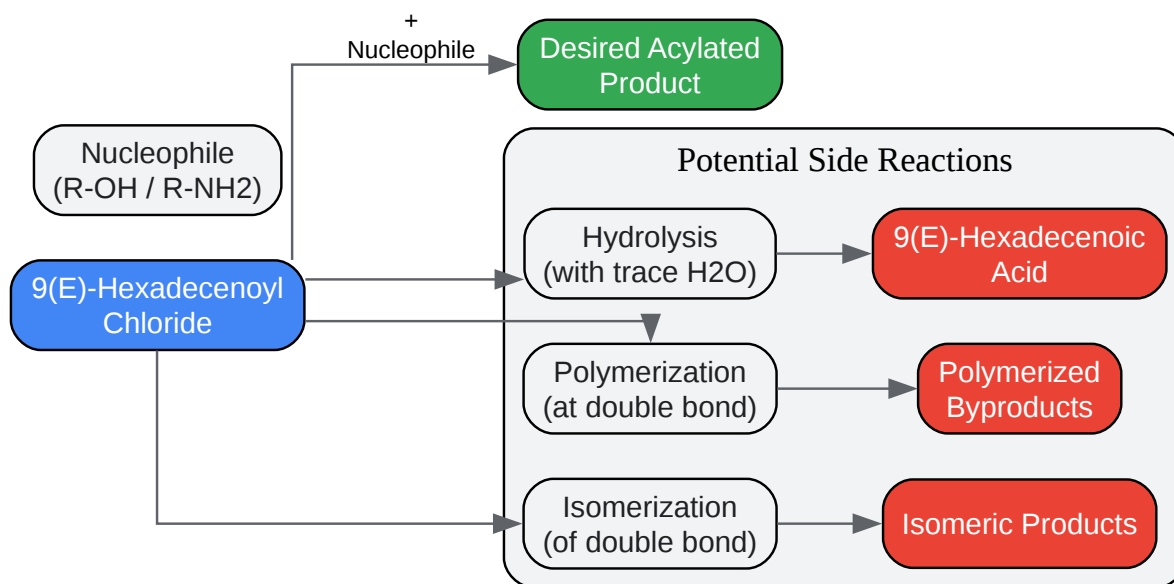 +
Nucleophile
Desired Acylated
Product
Nucleophile
(R-OH / R-NH2)
Potential Side Reactions
Hydrolysis
(with trace H2O)
9(E)-Hexadecenoic
Acid
9(E)-Hexadecenoyl
Chloride
Polymerization
(at double bond)
Polymerized
Byproducts
Isomerization
(of double bond)
Isomeric Products